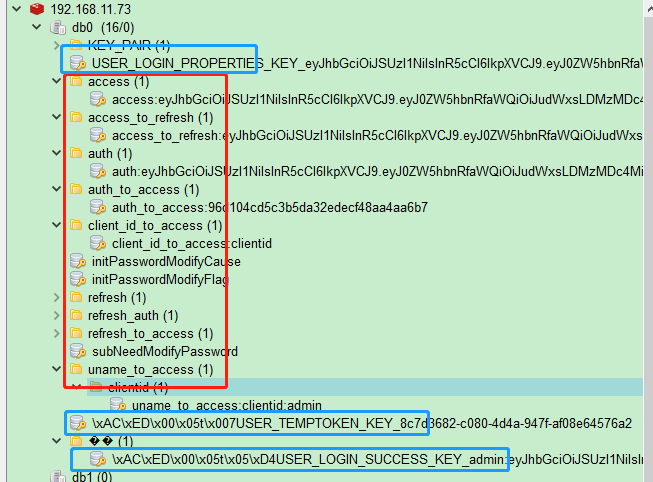 192.168.11.73
db0 (16/0)
KEY_PAIR (1)
USER_LOGIN_PROPERTIES_KEY_eyJhbGciOiJSUzI1NiIsInR5cCI6IkpXVCJ9.eyJ0ZW5hbnRfaW
access (1)
access:eyJhbGciOiJSUzI1NiIsInR5cCI6IkpXVCJ9.eyJ0ZW5hbnRfaWQiOiJudWxsLDMzMDc4
access_to_refresh (1)
access_to_refresh:eyJhbGciOiJSUzI1NiIsInR5cCI6IkpXVCJ9.eyJ0ZW5hbnRfaWQiOiJudWxs
auth (1)
auth:eyJhbGciOiJSUzI1NiIsInR5cCI6IkpXVCJ9.eyJ0ZW5hbnRfaWQiOiJudWxsLDMzMDc4Mi
auth_to_access (1)
auth_to_access:96d104cd5c3b5da32edecf48aa4aa6b7
client_id_to_access (1)
client_id_to_access:clientid
initPasswordModifyCause
initPasswordModifyFlag
refresh (1)
refresh_auth (1)
refresh_to_access (1)
subNeedModifyPassword
uname_to_access (1)
clientid (1)
uname_to_access:clientid:admin
\xAC\xED\x00\x05t\x007USER_TEMPTOKEN_KEY_8c7d3682-c080-4d4a-947f-af08e64576a2
�� (1)
\xAC\xED\x00\x05t\x05\xD4USER_LOGIN_SUCCESS_KEY_admin:eyJhbGciOiJSUzI1NiIsInR5
db1 (0)